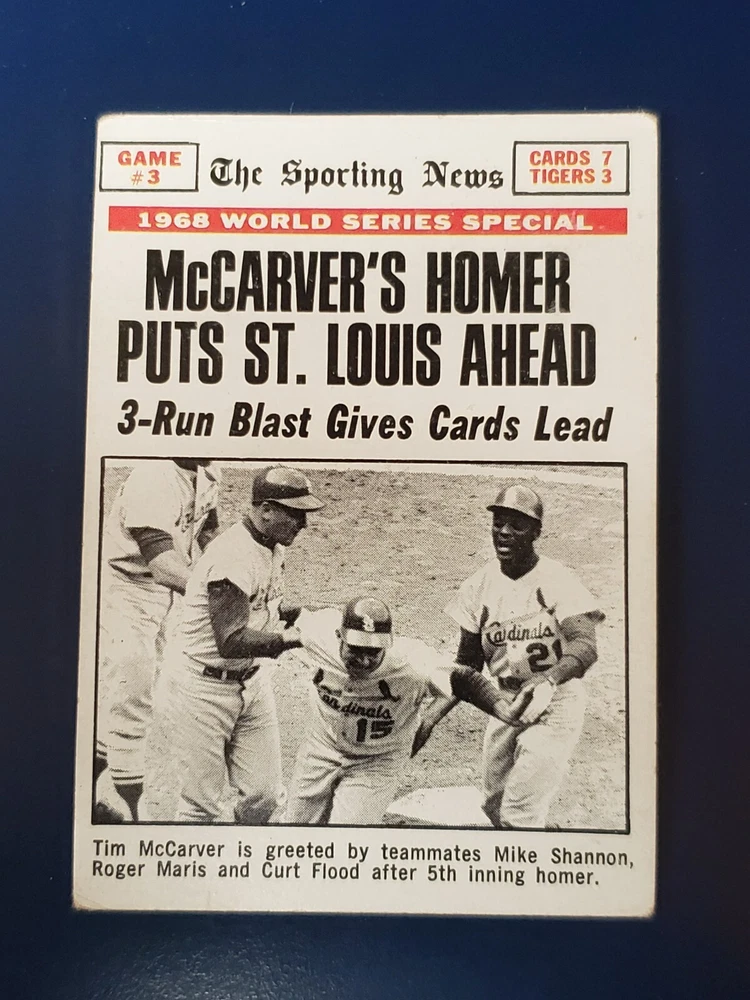 GAME
#3
The Sporting News
CARDS 7
TIGERS 3
1968 WORLD SERIES SPECIAL
McCARVER'S HOMER
PUTS ST. LOUIS AHEAD
3-Run Blast Gives Cards Lead
Cardinals
21
Cardinals
15
Tim McCarver is greeted by teammates Mike Shannon,
Roger Maris and Curt Flood after 5th inning homer.